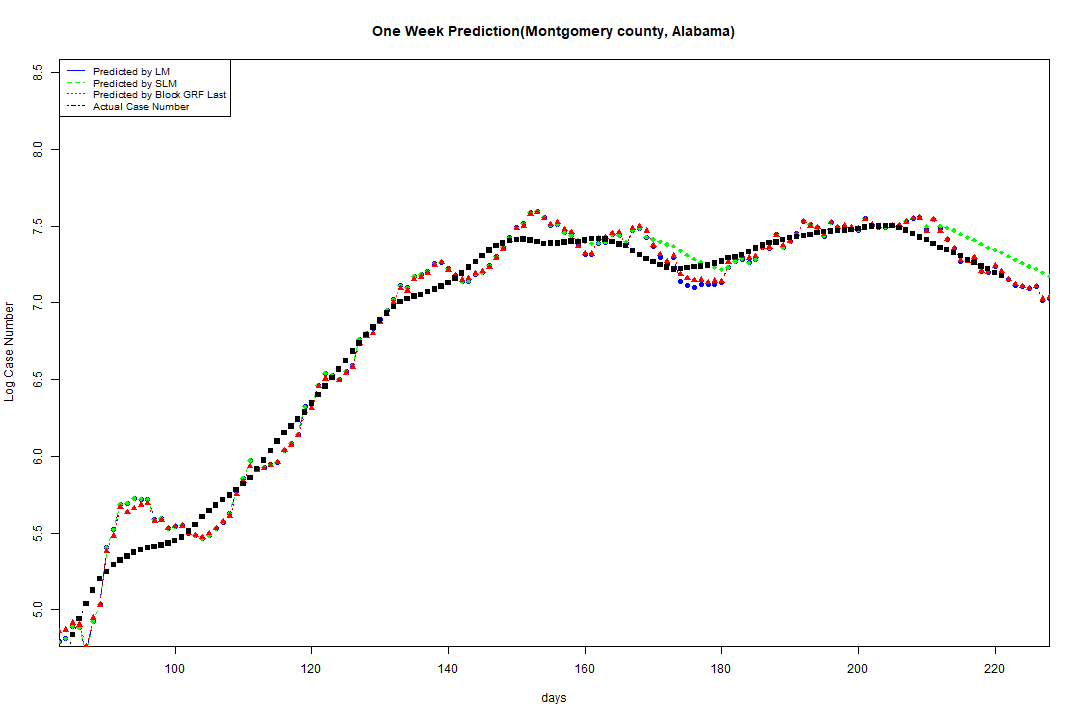 One Week Prediction(Montgomery county, Alabama)
Predicted by LM
Predicted by SLM
Predicted by Block GRF Last
Actual Case Number
8.5
8.0
7.5
7.0
6.5
6.0
5.5
5.0
Log Case Number
100 120 140 160 180 200 220
days